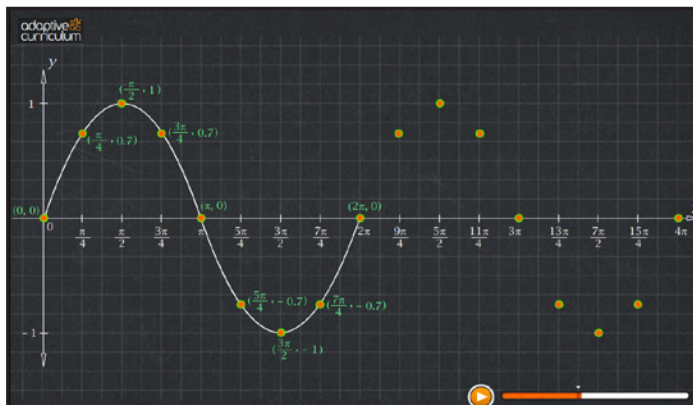 adaptive
curriculum
y
(π/2 , 1)
1
(π/4 , 0.7)
(3π/4 , 0.7)
(0, 0)
(π, 0)
(2π, 0)
0
π/4
π/2
3π/4
π
5π/4
3π/2
7π/4
2π
9π/4
5π/2
11π/4
3π
13π/4
7π/2
15π/4
4π
(5π/4 , -0.7)
(7π/4 , -0.7)
-1
(3π/2 , -1)